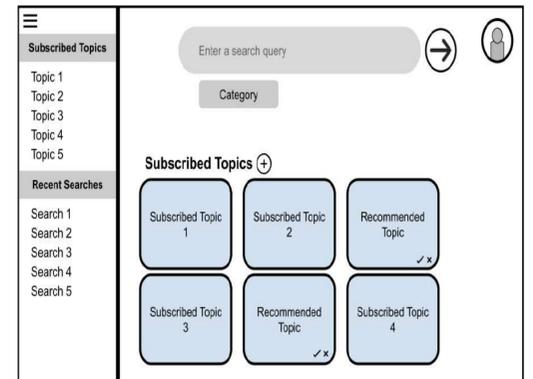 Subscribed Topics
Topic 1
Topic 2
Topic 3
Topic 4
Topic 5
Recent Searches
Search 1
Search 2
Search 3
Search 4
Search 5
Enter a search query
Category
Subscribed Topics
Subscribed Topic
1
Subscribed Topic
2
Recommended
Topic
Subscribed Topic
3
Recommended
Topic
Subscribed Topic
4